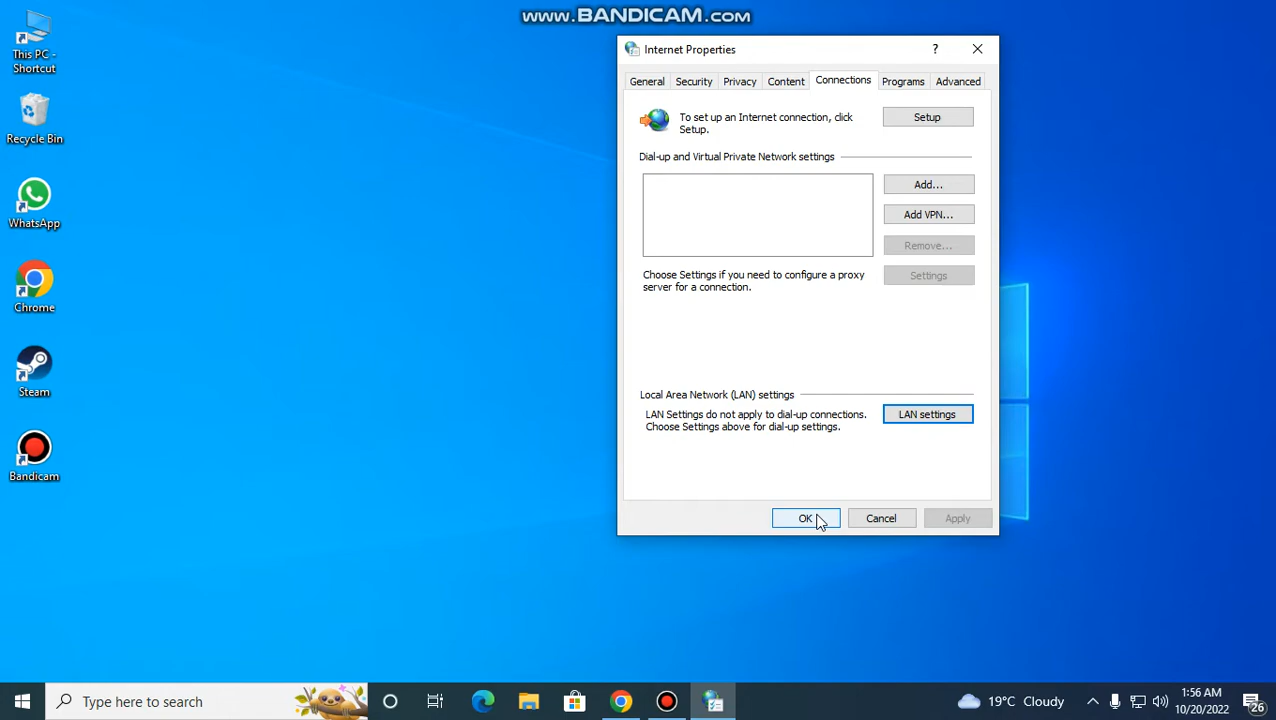 www.BANDICAM.com
This PC -
Shortcut
Recycle Bin
WhatsApp
Chrome
Steam
Bandicam
Internet Properties
?
General
Security
Privacy
Content
Connections
Programs
Advanced
To set up an Internet connection, click
Setup.
Setup
Dial-up and Virtual Private Network settings
Add...
Add VPN...
Remove...
Choose Settings if you need to configure a proxy
server for a connection.
Settings
Local Area Network (LAN) settings
LAN Settings do not apply to dial-up connections.
Choose Settings above for dial-up settings.
LAN settings
OK
Cancel
Apply
Type here to search
19°C Cloudy
1:56 AM
10/20/2022
26